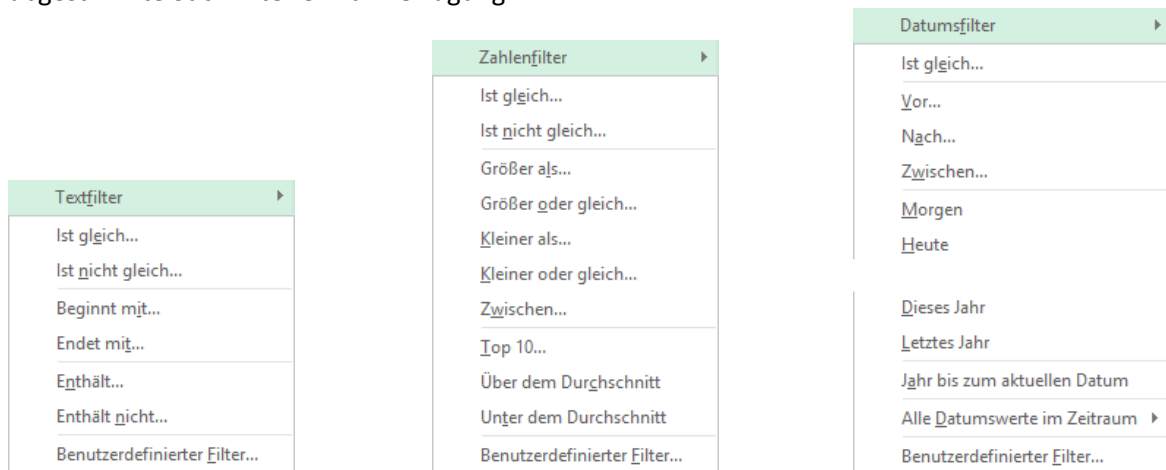 Textfilter
Ist gleich...
Ist nicht gleich...
Beginnt mit...
Endet mit...
Enthält...
Enthält nicht...
Benutzerdefinierter Filter...
Zahlenfilter
Ist gleich...
Ist nicht gleich...
Größer als...
Größer oder gleich...
Kleiner als...
Kleiner oder gleich...
Zwischen...
Top 10...
Über dem Durchschnitt
Unter dem Durchschnitt
Benutzerdefinierter Filter...
Datumsfilter
Ist gleich...
Vor...
Nach...
Zwischen...
Morgen
Heute
Dieses Jahr
Letztes Jahr
Jahr bis zum aktuellen Datum
Alle Datumswerte im Zeitraum
Benutzerdefinierter Filter...